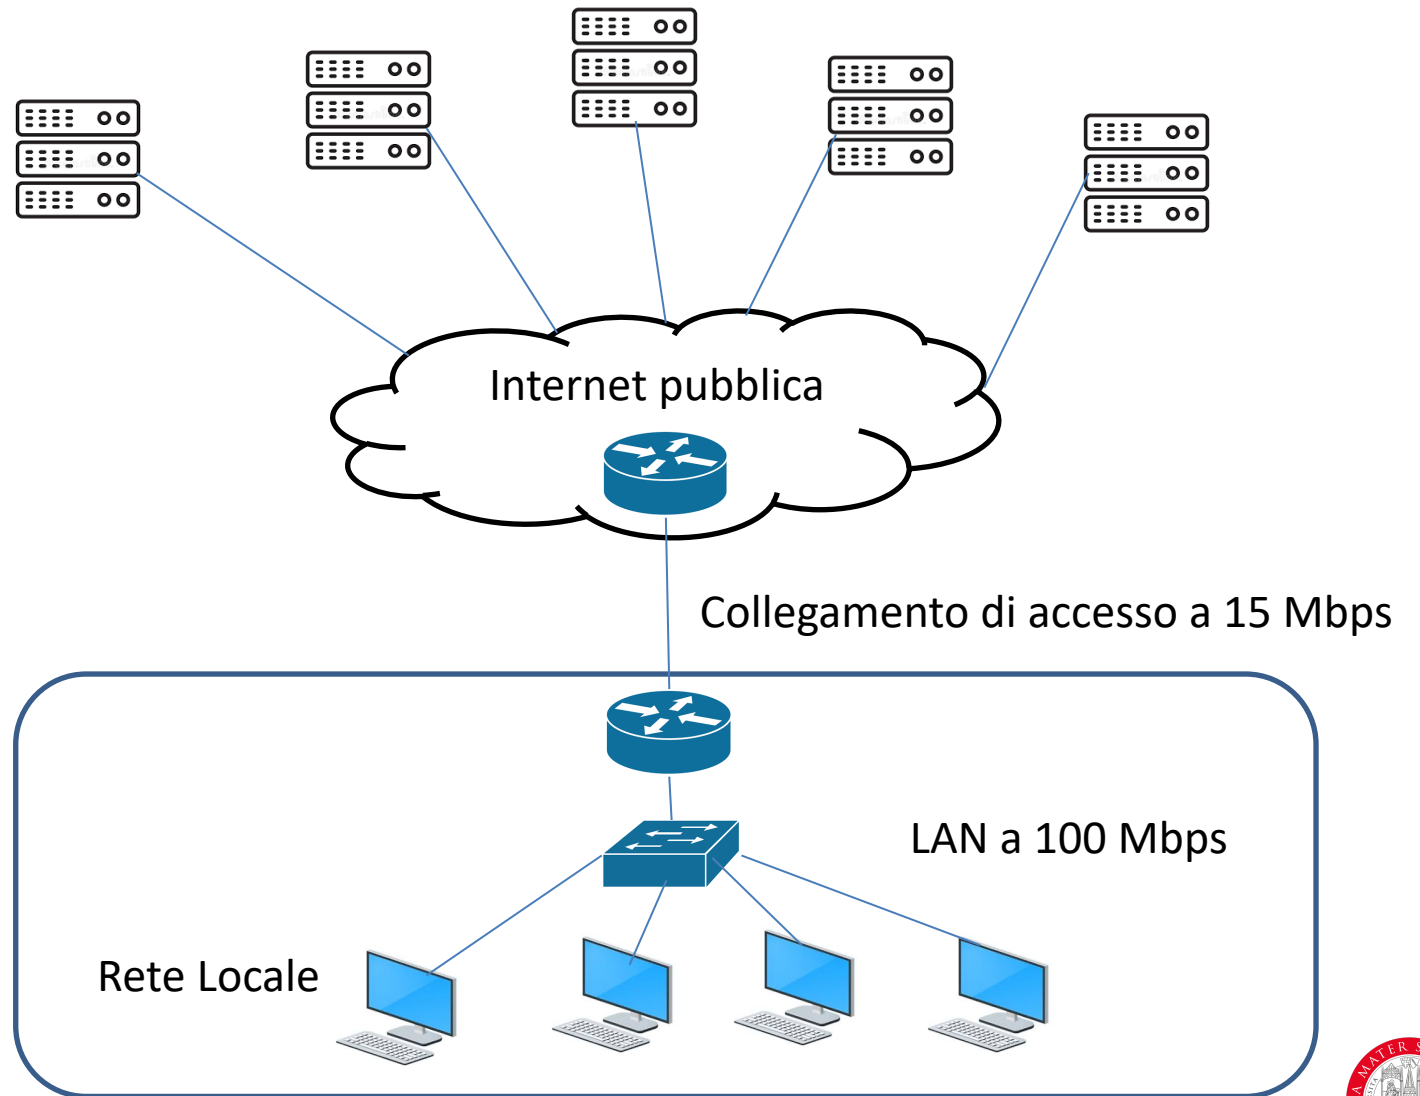 Internet pubblica
Collegamento di accesso a 15 Mbps
LAN a 100 Mbps
Rete Locale